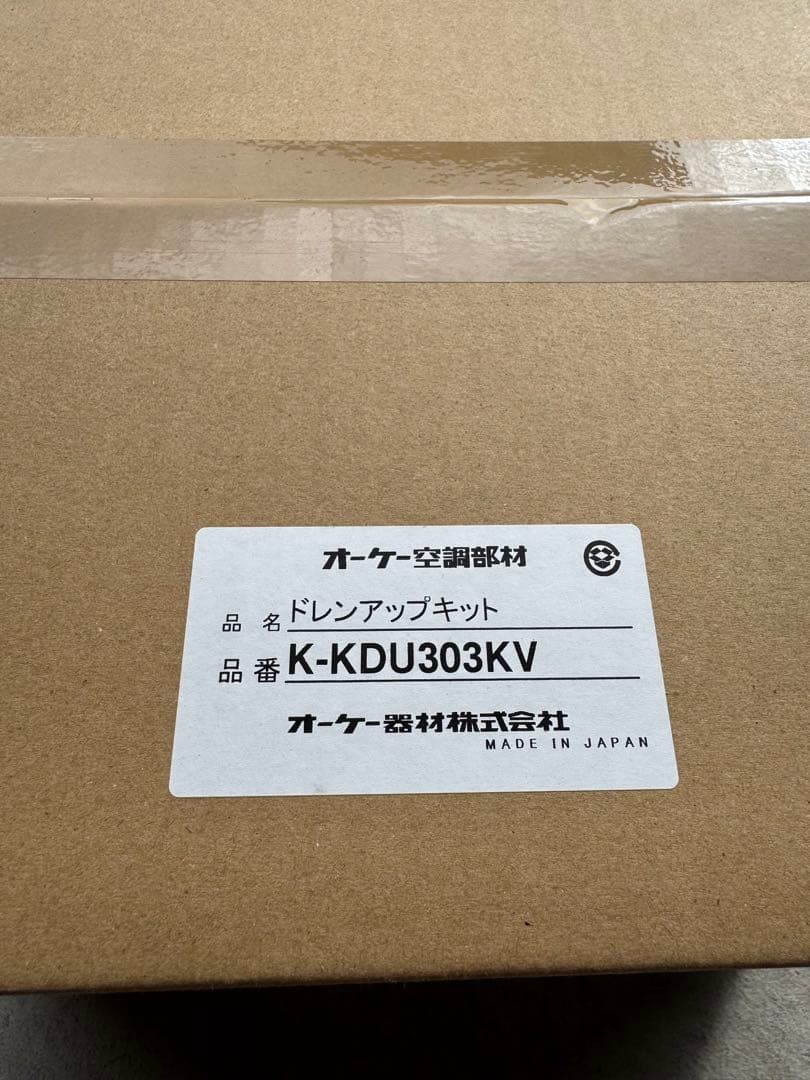 オーケー空調部材
品 名 ドレンアップキット
品 番 K-KDU303KV
オーケー器材株式会社
MADE IN JAPAN